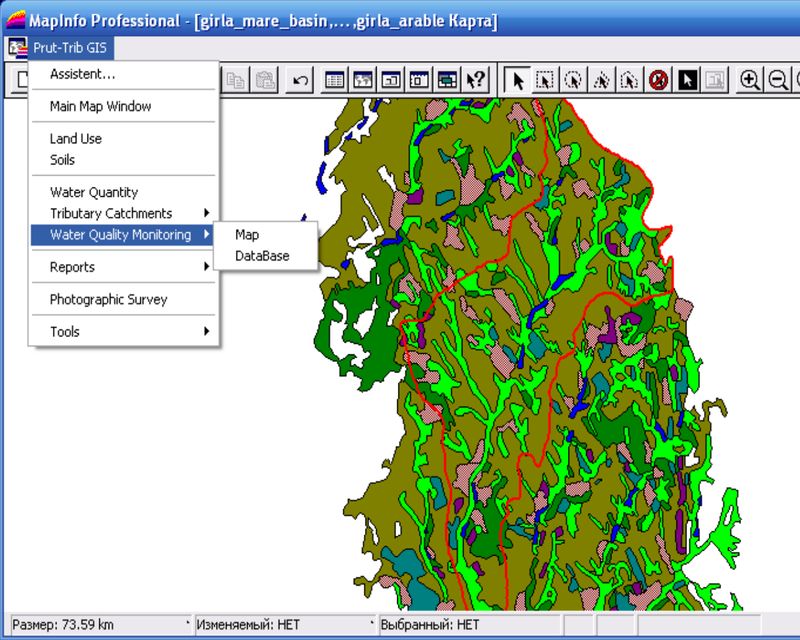 MapInfo Professional - [girla_mare_basin,...,girla_arable Карта]
Prut-Trib GIS
Assistent...
Main Map Window
Land Use
Soils
Water Quantity
Tributary Catchments
Water Quality Monitoring
Map
DataBase
Reports
Photographic Survey
Tools
Размер: 73.59 km
Изменяемый: НЕТ
Выбранный: НЕТ